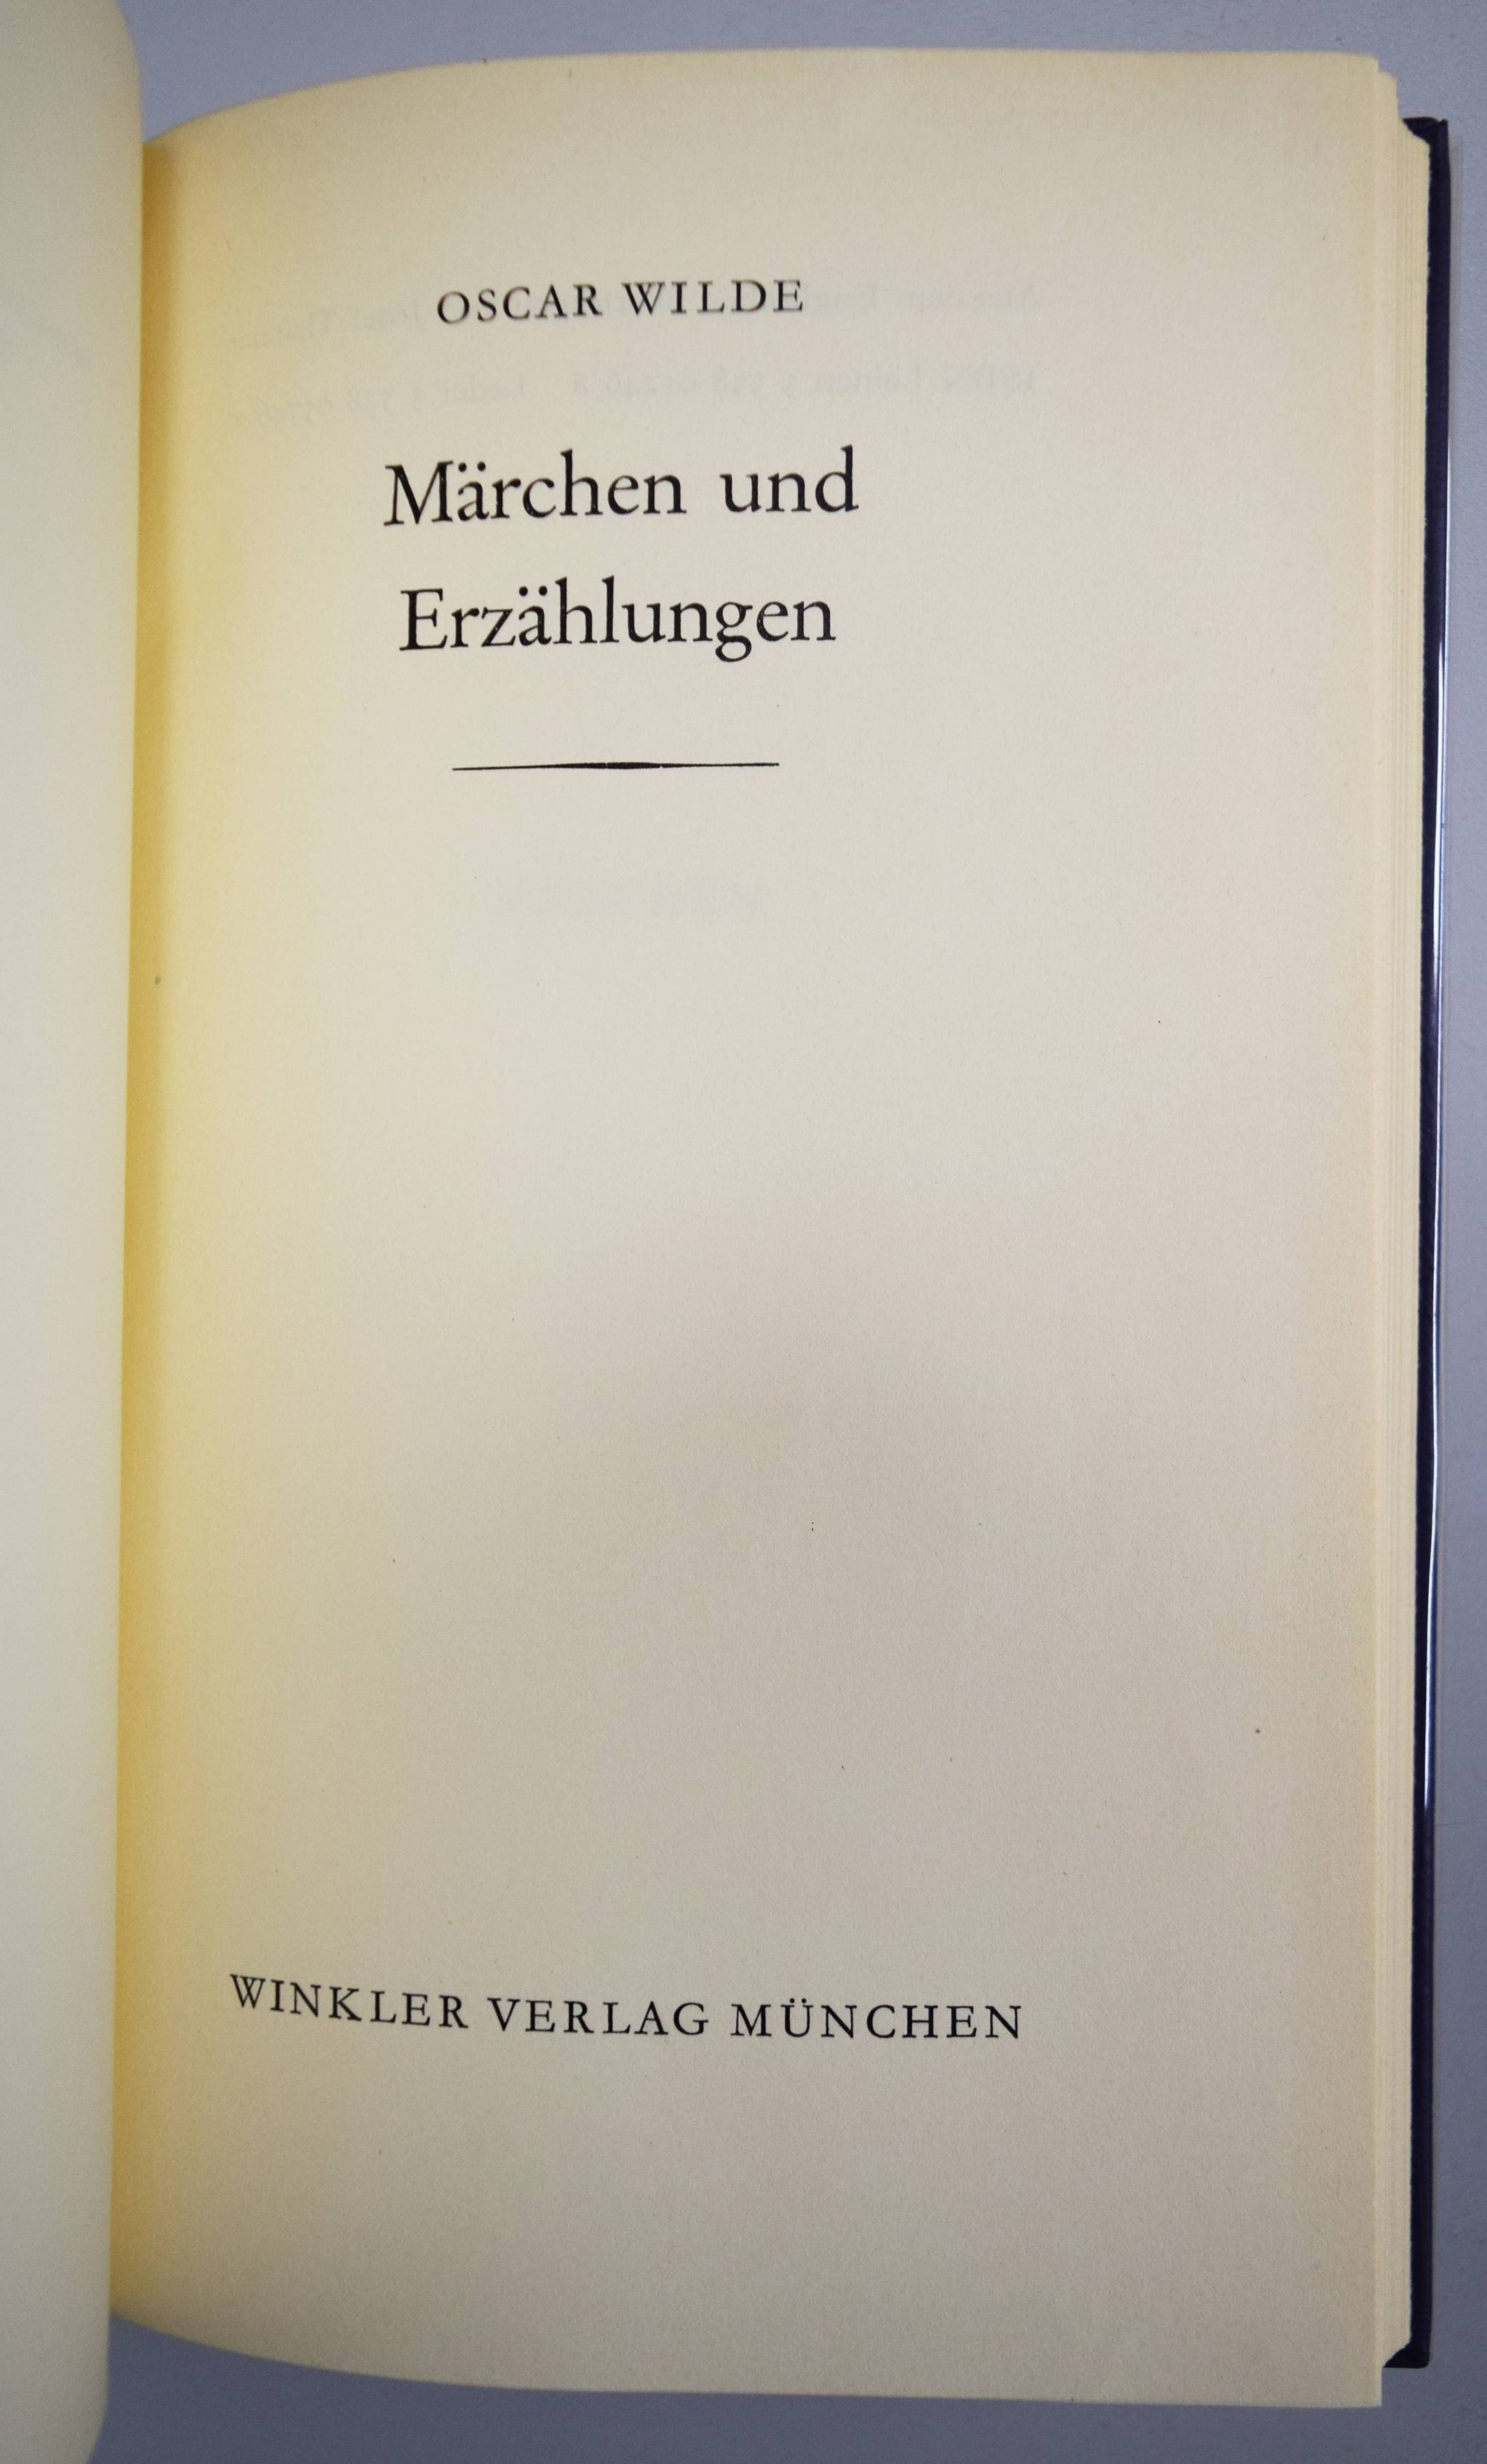 OSCAR WILDE
Märchen und
Erzählungen
WINKLER VERLAG MÜNCHEN